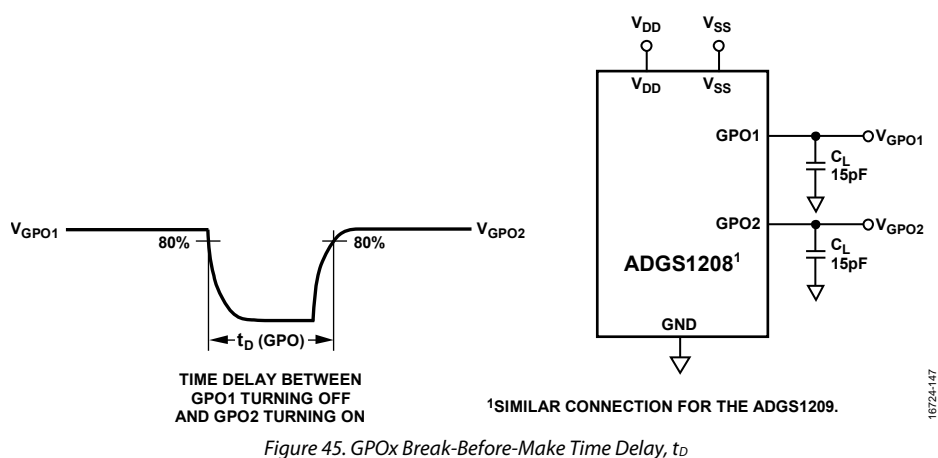 VDD VSS
VDD VSS
GPO1
VGPO1
CL
15pF
GPO2
VGPO2
CL
15pF
ADGS1208¹
GND
VGPO1
80%
80%
VGPO2
tD (GPO)
TIME DELAY BETWEEN
GPO1 TURNING OFF
AND GPO2 TURNING ON
¹SIMILAR CONNECTION FOR THE ADGS1209.
16724-147
Figure 45. GPOx Break-Before-Make Time Delay, tD